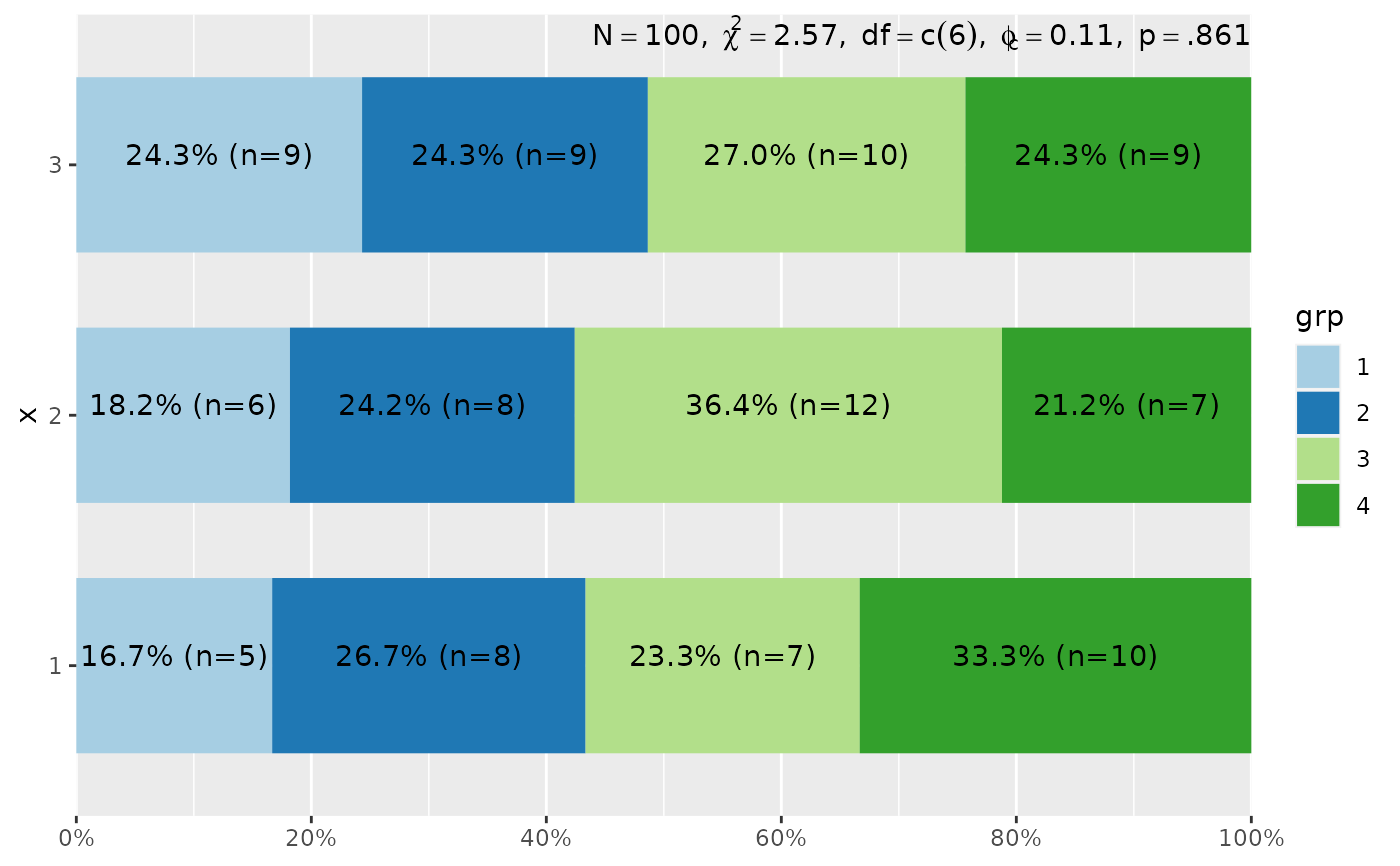 N = 100, χ² = 2.57, df = c(6), ϕc = 0.11, p = .861
3
24.3% (n=9) 24.3% (n=9) 27.0% (n=10) 24.3% (n=9)
grp
1
2
3
4
x
2
18.2% (n=6) 24.2% (n=8) 36.4% (n=12) 21.2% (n=7)
1
16.7% (n=5) 26.7% (n=8) 23.3% (n=7) 33.3% (n=10)
0% 20% 40% 60% 80% 100%